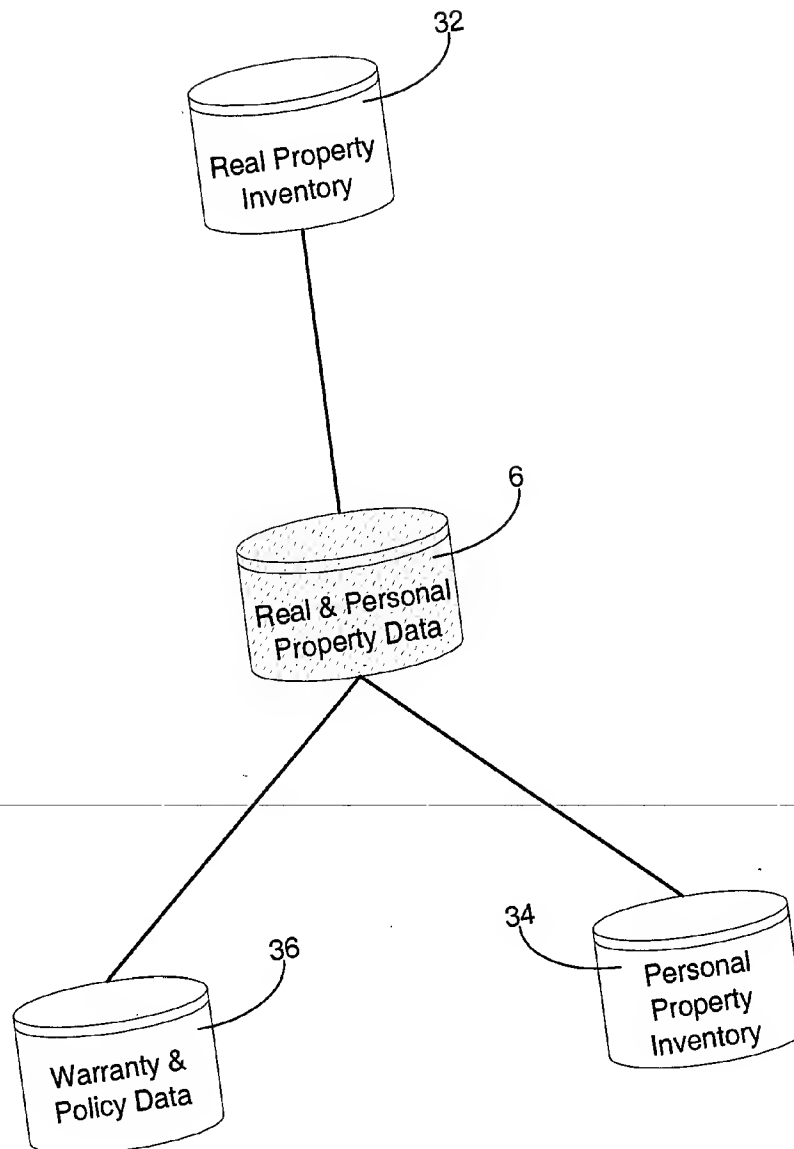 32
Real Property
Inventory
6
Real & Personal
Property Data
36
Warranty &
Policy Data
34
Personal
Property
Inventory